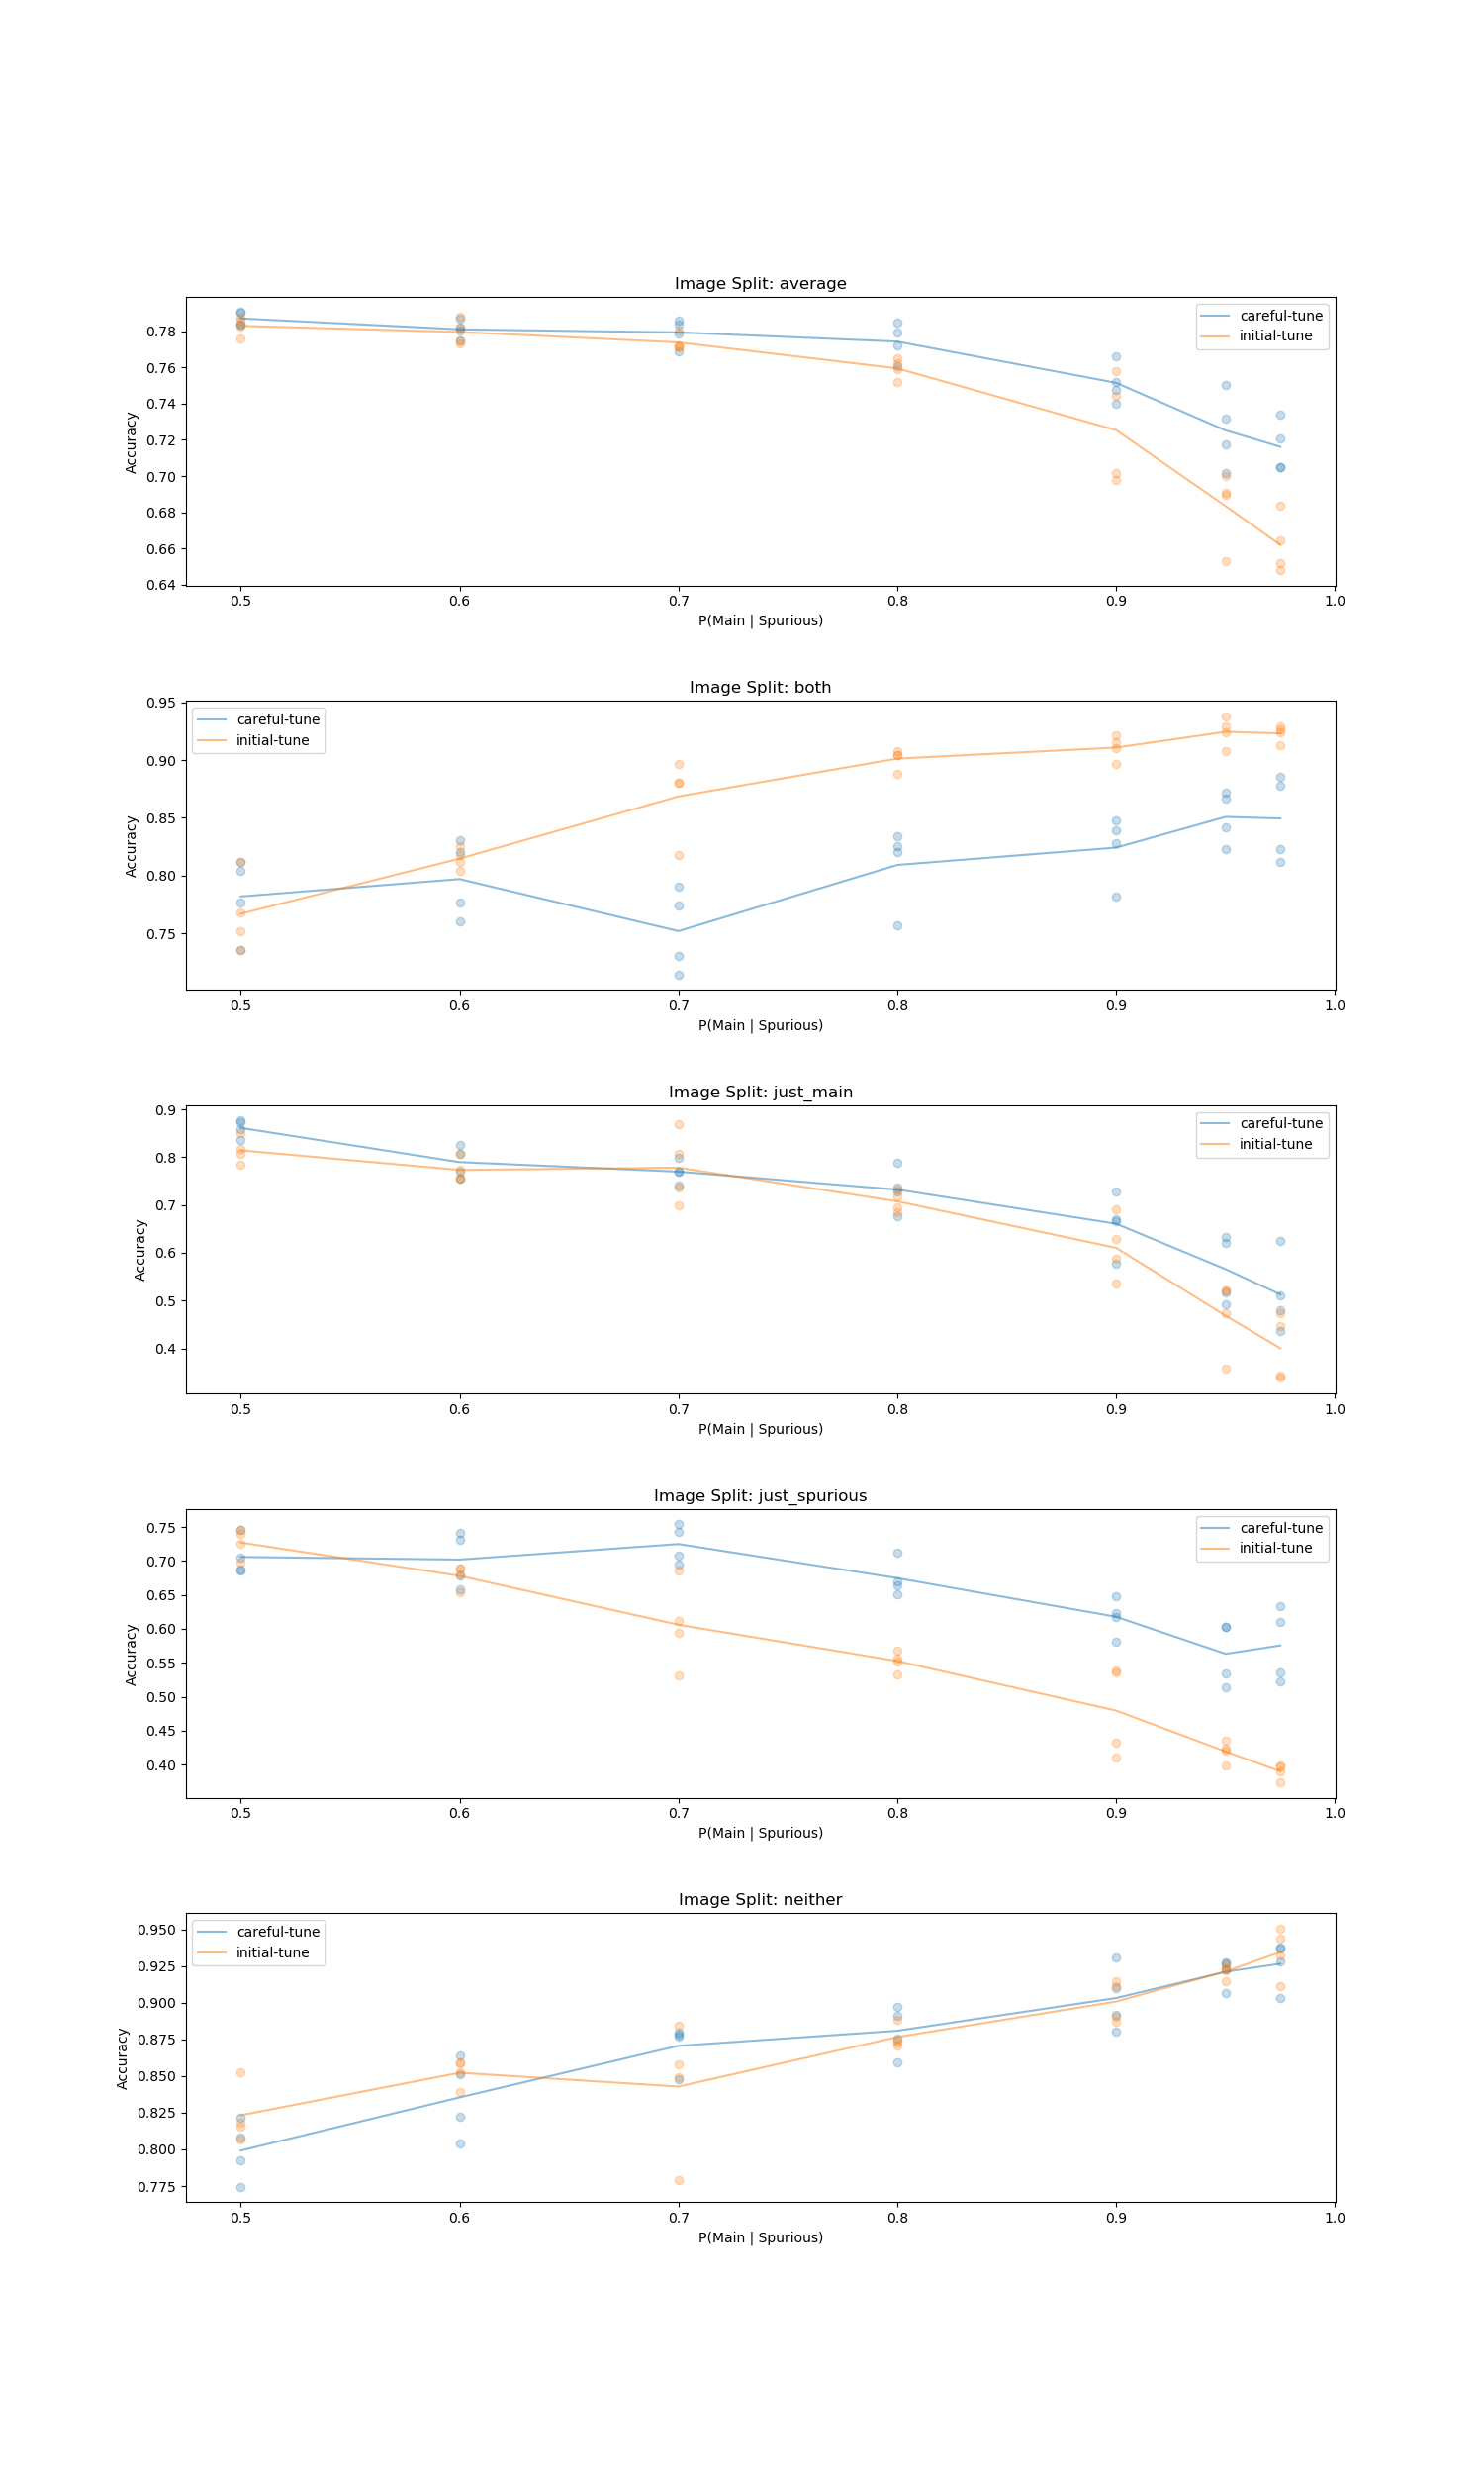 Image Split: average
careful-tune
initial-tune
Accuracy
0.78
0.76
0.74
0.72
0.70
0.68
0.66
0.64
0.5 0.6 0.7 0.8 0.9 1.0
P(Main | Spurious)
Image Split: both
careful-tune
initial-tune
Accuracy
0.95
0.90
0.85
0.80
0.75
0.5 0.6 0.7 0.8 0.9 1.0
P(Main | Spurious)
Image Split: just_main
careful-tune
initial-tune
Accuracy
0.9
0.8
0.7
0.6
0.5
0.4
0.5 0.6 0.7 0.8 0.9 1.0
P(Main | Spurious)
Image Split: just_spurious
careful-tune
initial-tune
Accuracy
0.75
0.70
0.65
0.60
0.55
0.50
0.45
0.40
0.5 0.6 0.7 0.8 0.9 1.0
P(Main | Spurious)
Image Split: neither
careful-tune
initial-tune
Accuracy
0.950
0.925
0.900
0.875
0.850
0.825
0.800
0.775
0.5 0.6 0.7 0.8 0.9 1.0
P(Main | Spurious)